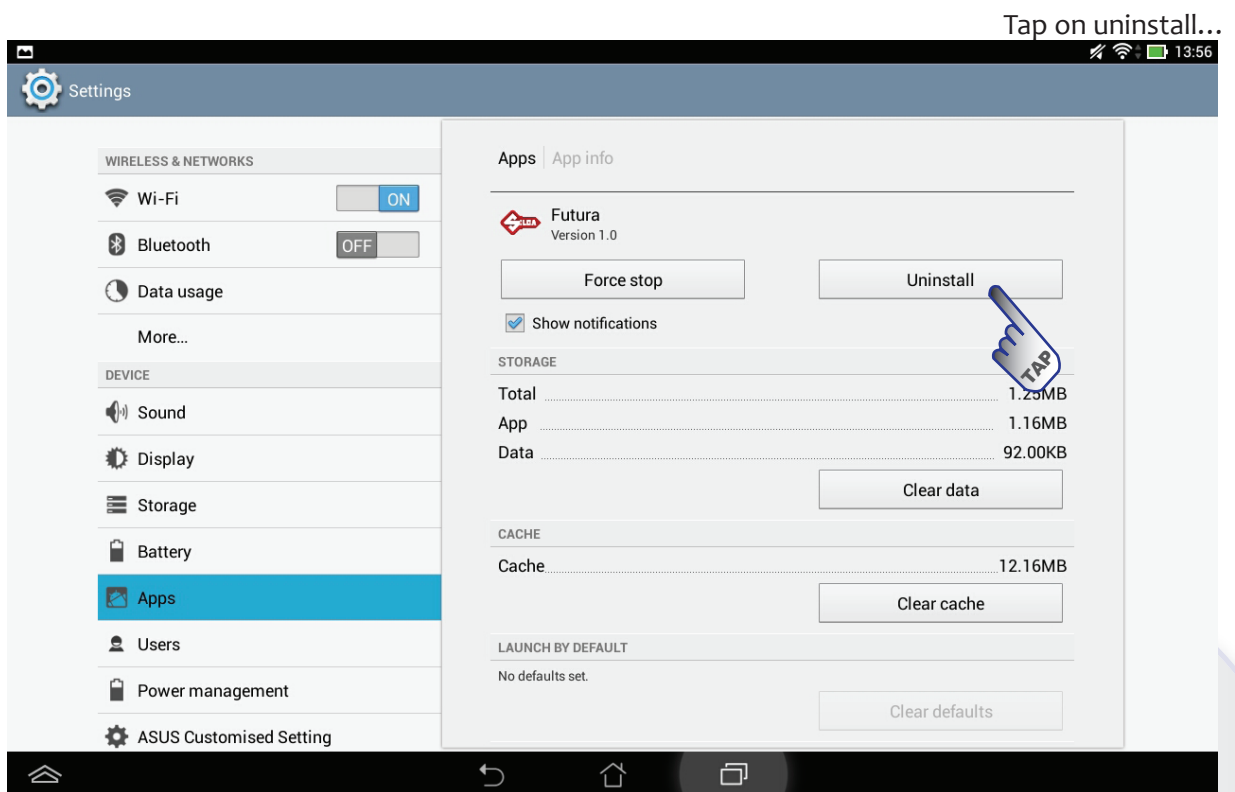 Tap on uninstall...
13:56
Settings
WIRELESS & NETWORKS
Wi-Fi ON
Bluetooth OFF
Data usage
More...
DEVICE
Sound
Display
Storage
Battery
Apps
Users
Power management
ASUS Customised Setting
Apps App info
SILCA
Futura
Version 1.0
Force stop Uninstall
TAP
Show notifications
STORAGE
Total 1.25MB
App 1.16MB
Data 92.00KB
Clear data
CACHE
Cache 12.16MB
Clear cache
LAUNCH BY DEFAULT
No defaults set.
Clear defaults